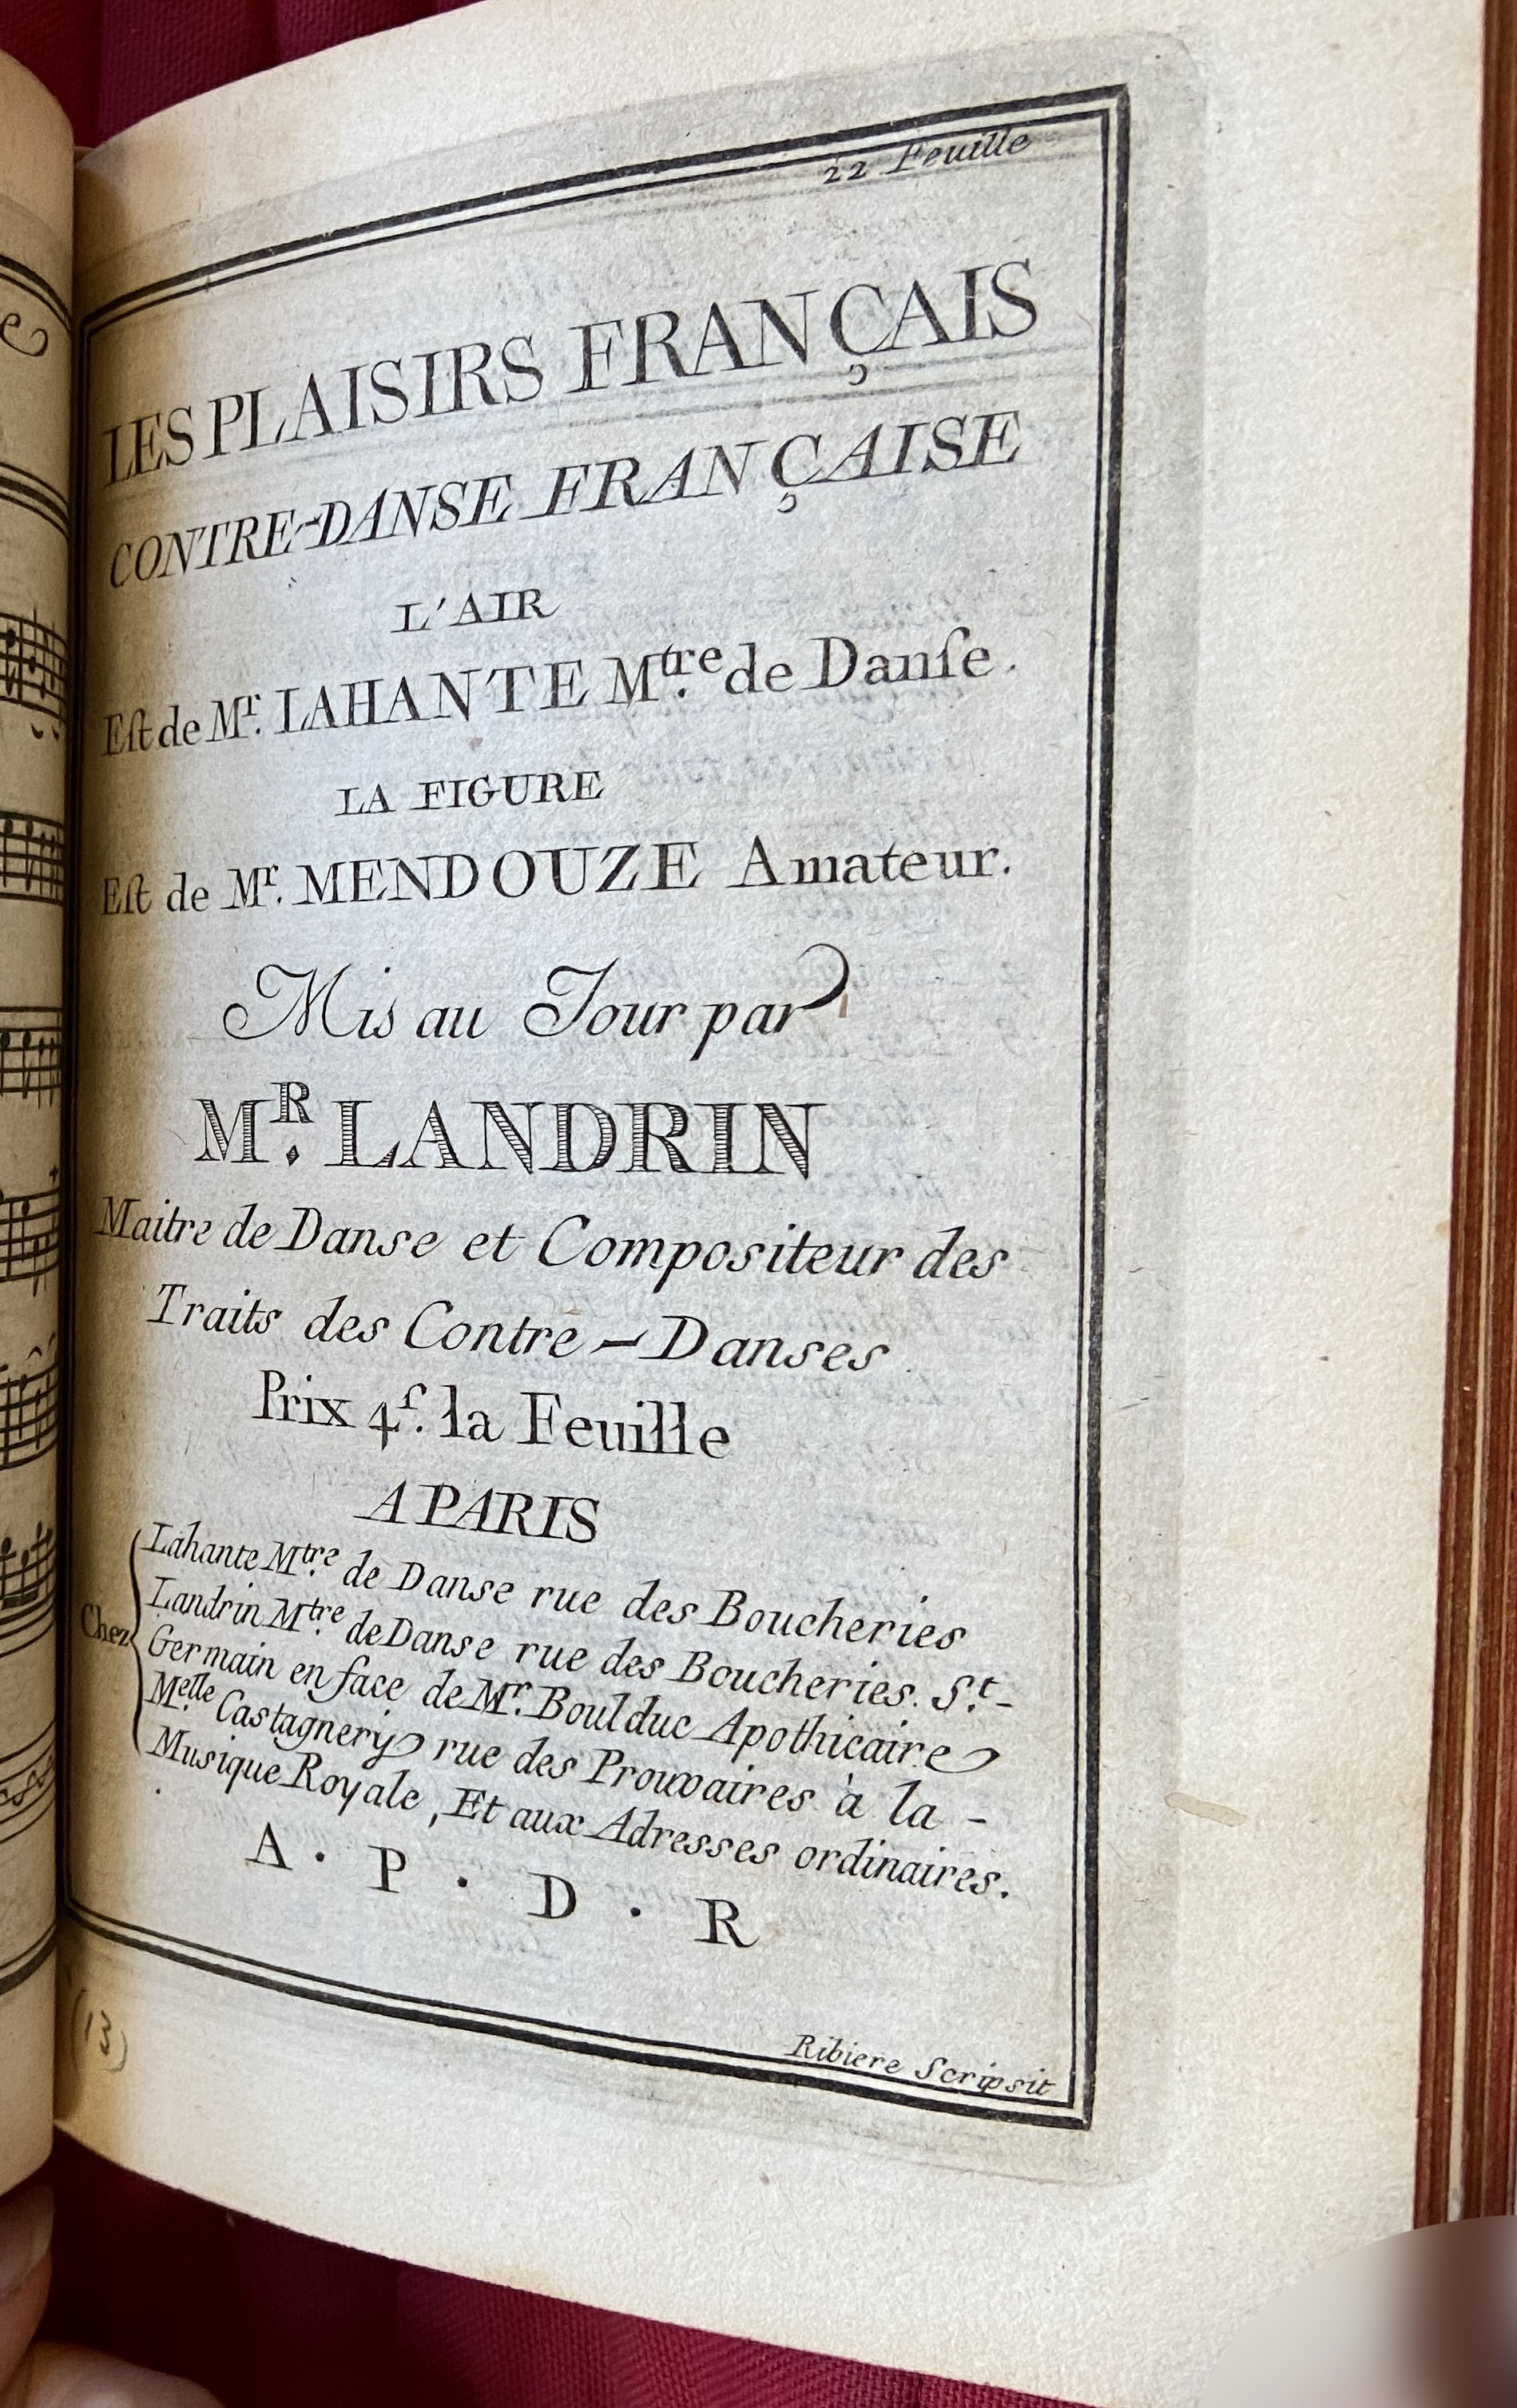 22 Feuille
LES PLAISIRS FRANÇAIS
CONTRE-DANSE FRANÇAISE
L'AIR
Eſt de Mr. LAHANTE Mtre. de Danſe.
LA FIGURE
Eſt de Mr. MENDOUZE Amateur.
Mis au Jour par
MR. LANDRIN
Maitre de Danse et Compositeur des
Traits des Contre-Danses
Prix 4ſ. la Feuille
A PARIS
Chez
Lahante Mtre. de Danse rue des Boucheries
Landrin Mtre. de Danse rue des Boucheries. St.-
Germain en face de Mr. Boulduc Apothicaire
Melle. Castagnery rue des Prouvaires à la -
Musique Royale, Et aux Adresses ordinaires.
A. P. D. R
Ribiere Scripsit
(13)